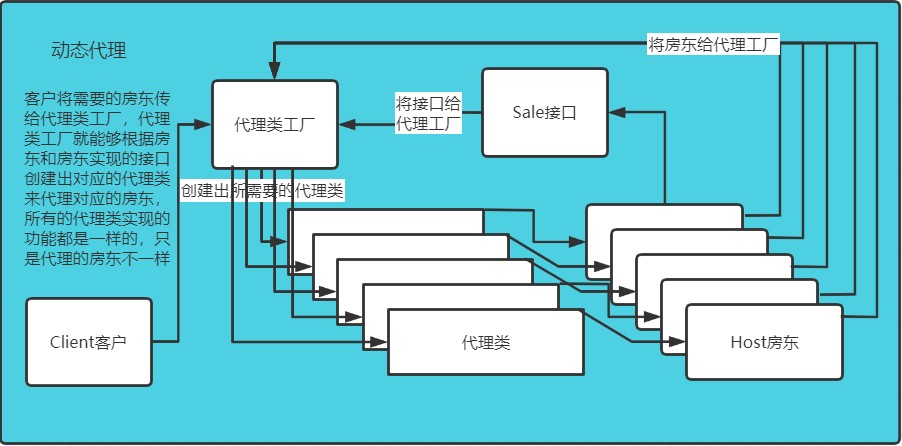 动态代理
将房东给代理工厂
客户将需要的房东传
给代理类工厂，代理
类工厂就能够根据房
东和房东实现的接口
创建出对应的代理类
来代理对应的房东，
所有的代理类实现的
功能都是一样的，只
是代理的房东不一样
代理类工厂
将接口给
代理工厂
Sale接口
创建出所需要的代理类
Client客户
代理类
Host房东